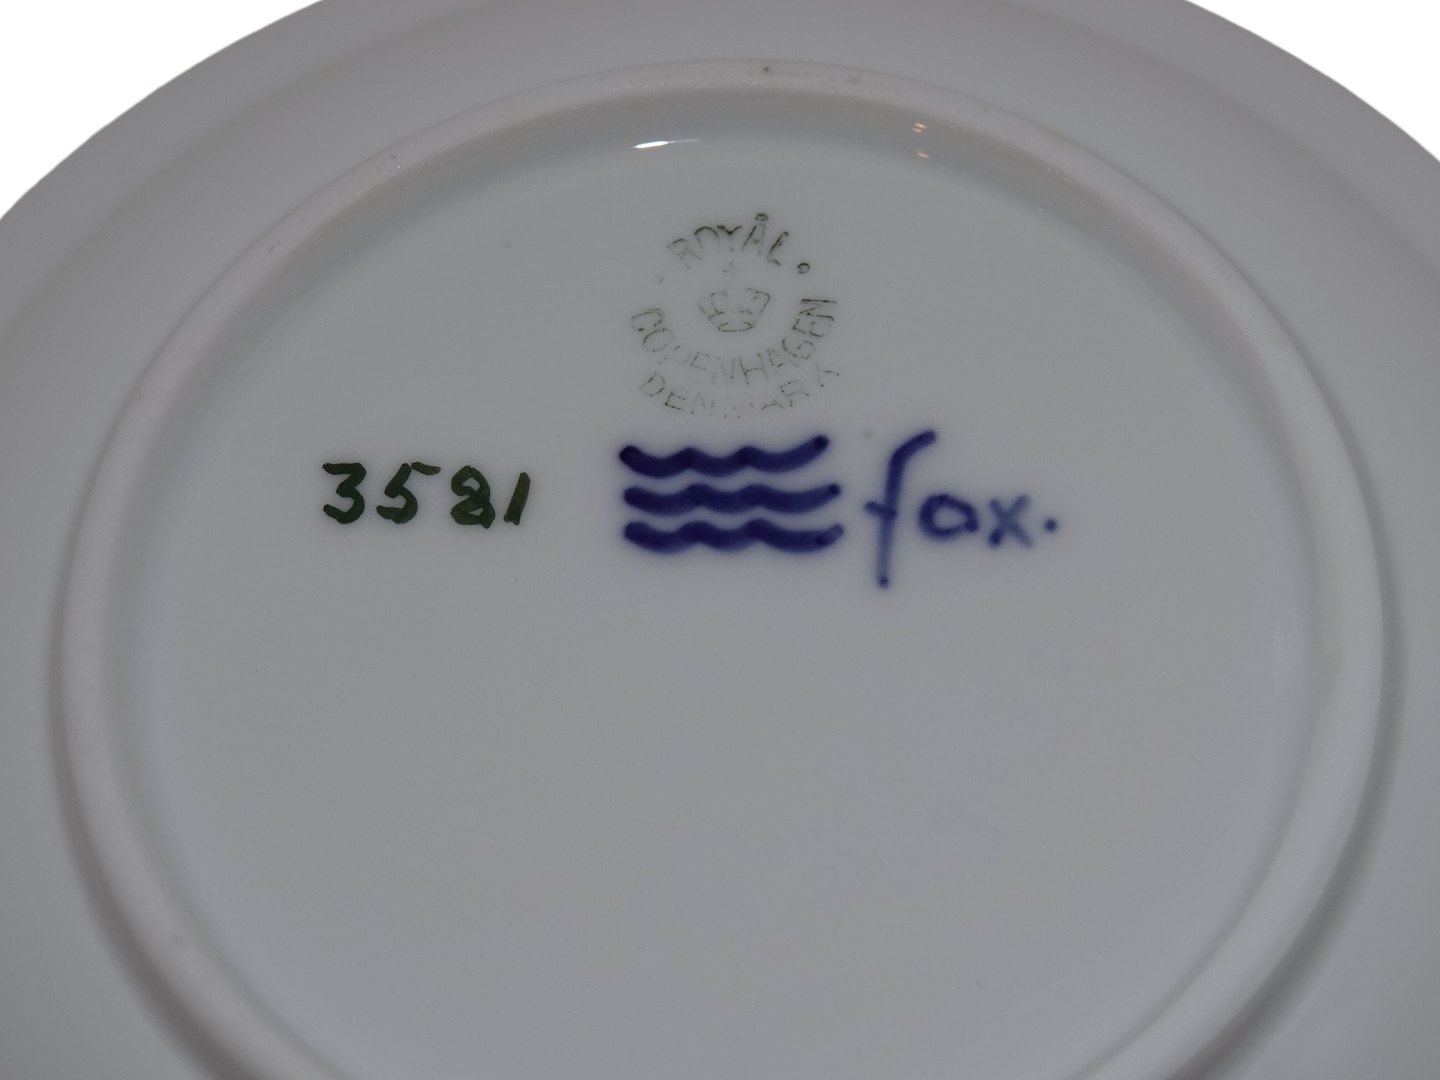 ROYAL
COPENHAGEN
DENMARK
3581
fax.